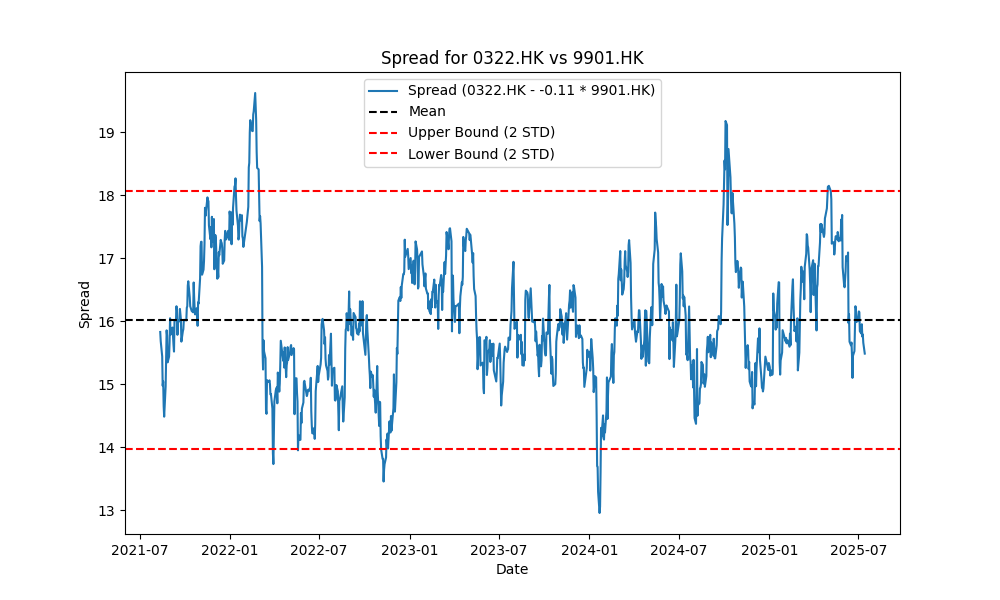 Spread for 0322.HK vs 9901.HK
Spread (0322.HK - -0.11 * 9901.HK)
Mean
Upper Bound (2 STD)
Lower Bound (2 STD)
Spread
19
18
17
16
15
14
13
2021-07 2022-01 2022-07 2023-01 2023-07 2024-01 2024-07 2025-01 2025-07
Date